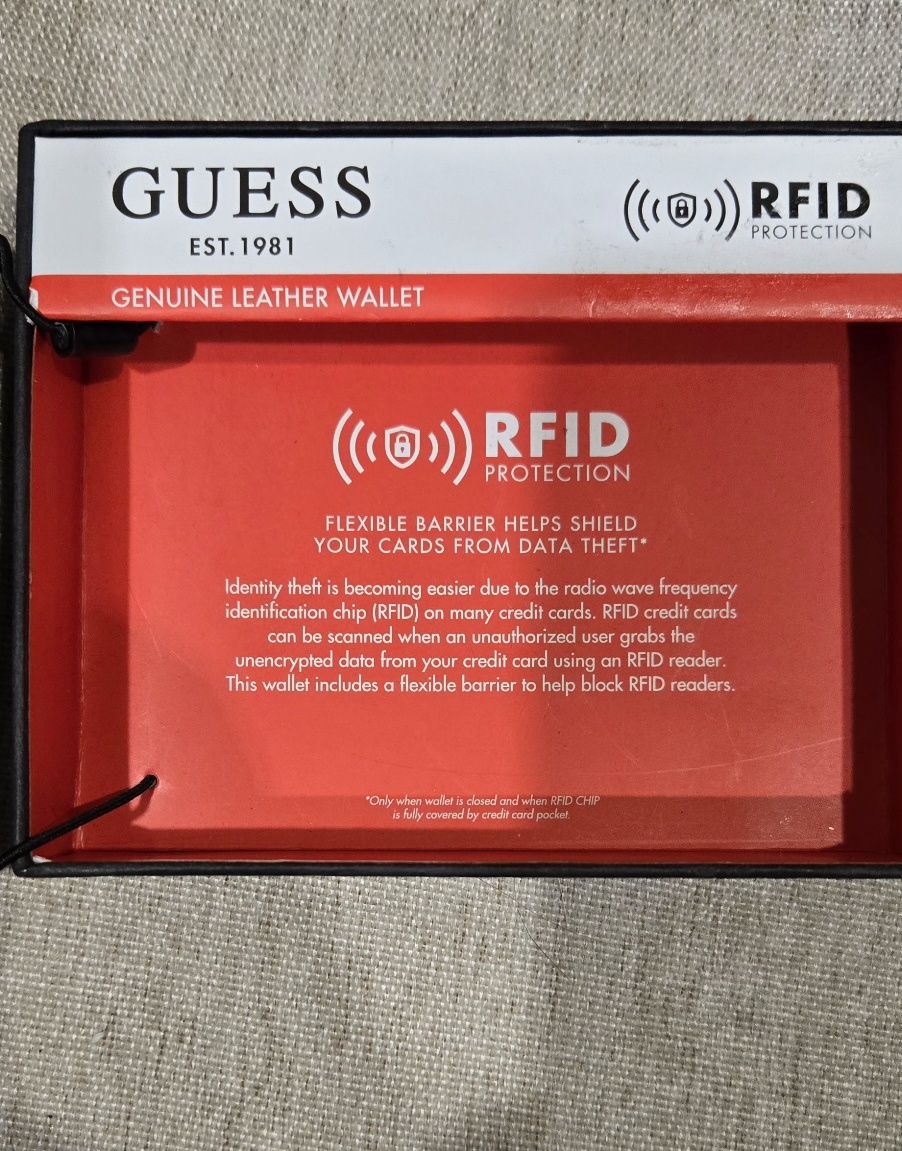 GUESS
EST.1981
RFID
PROTECTION
GENUINE LEATHER WALLET
RFID
PROTECTION
FLEXIBLE BARRIER HELPS SHIELD
YOUR CARDS FROM DATA THEFT*
Identity theft is becoming easier due to the radio wave frequency
identification chip (RFID) on many credit cards. RFID credit cards
can be scanned when an unauthorized user grabs the
unencrypted data from your credit card using an RFID reader.
This wallet includes a flexible barrier to help block RFID readers.
*Only when wallet is closed and when RFID CHIP
is fully covered by credit card pocket.